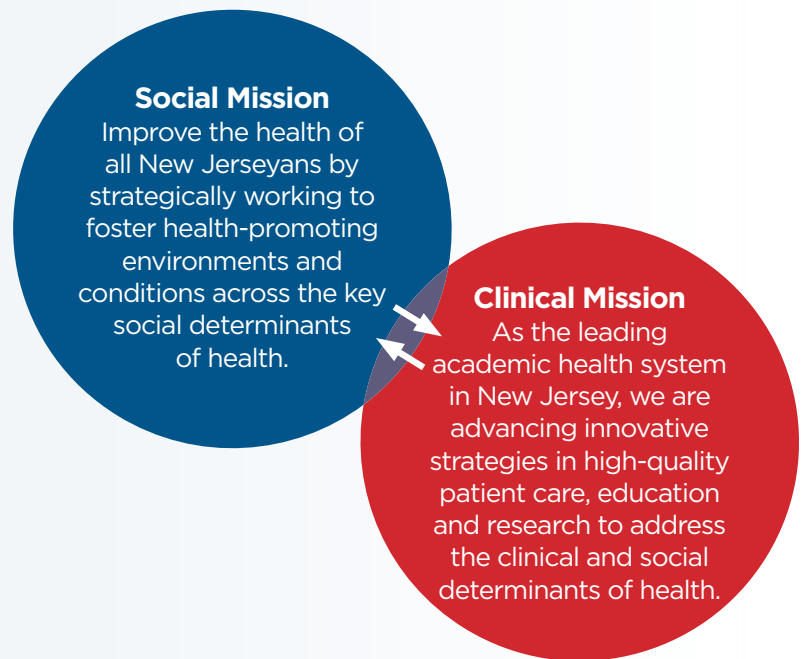 Social Mission
Improve the health of
all New Jerseyans by
strategically working to
foster health-promoting
environments and
conditions across the key
social determinants
of health.
Clinical Mission
As the leading
academic health system
in New Jersey, we are
advancing innovative
strategies in high-quality
patient care, education
and research to address
the clinical and social
determinants of health.